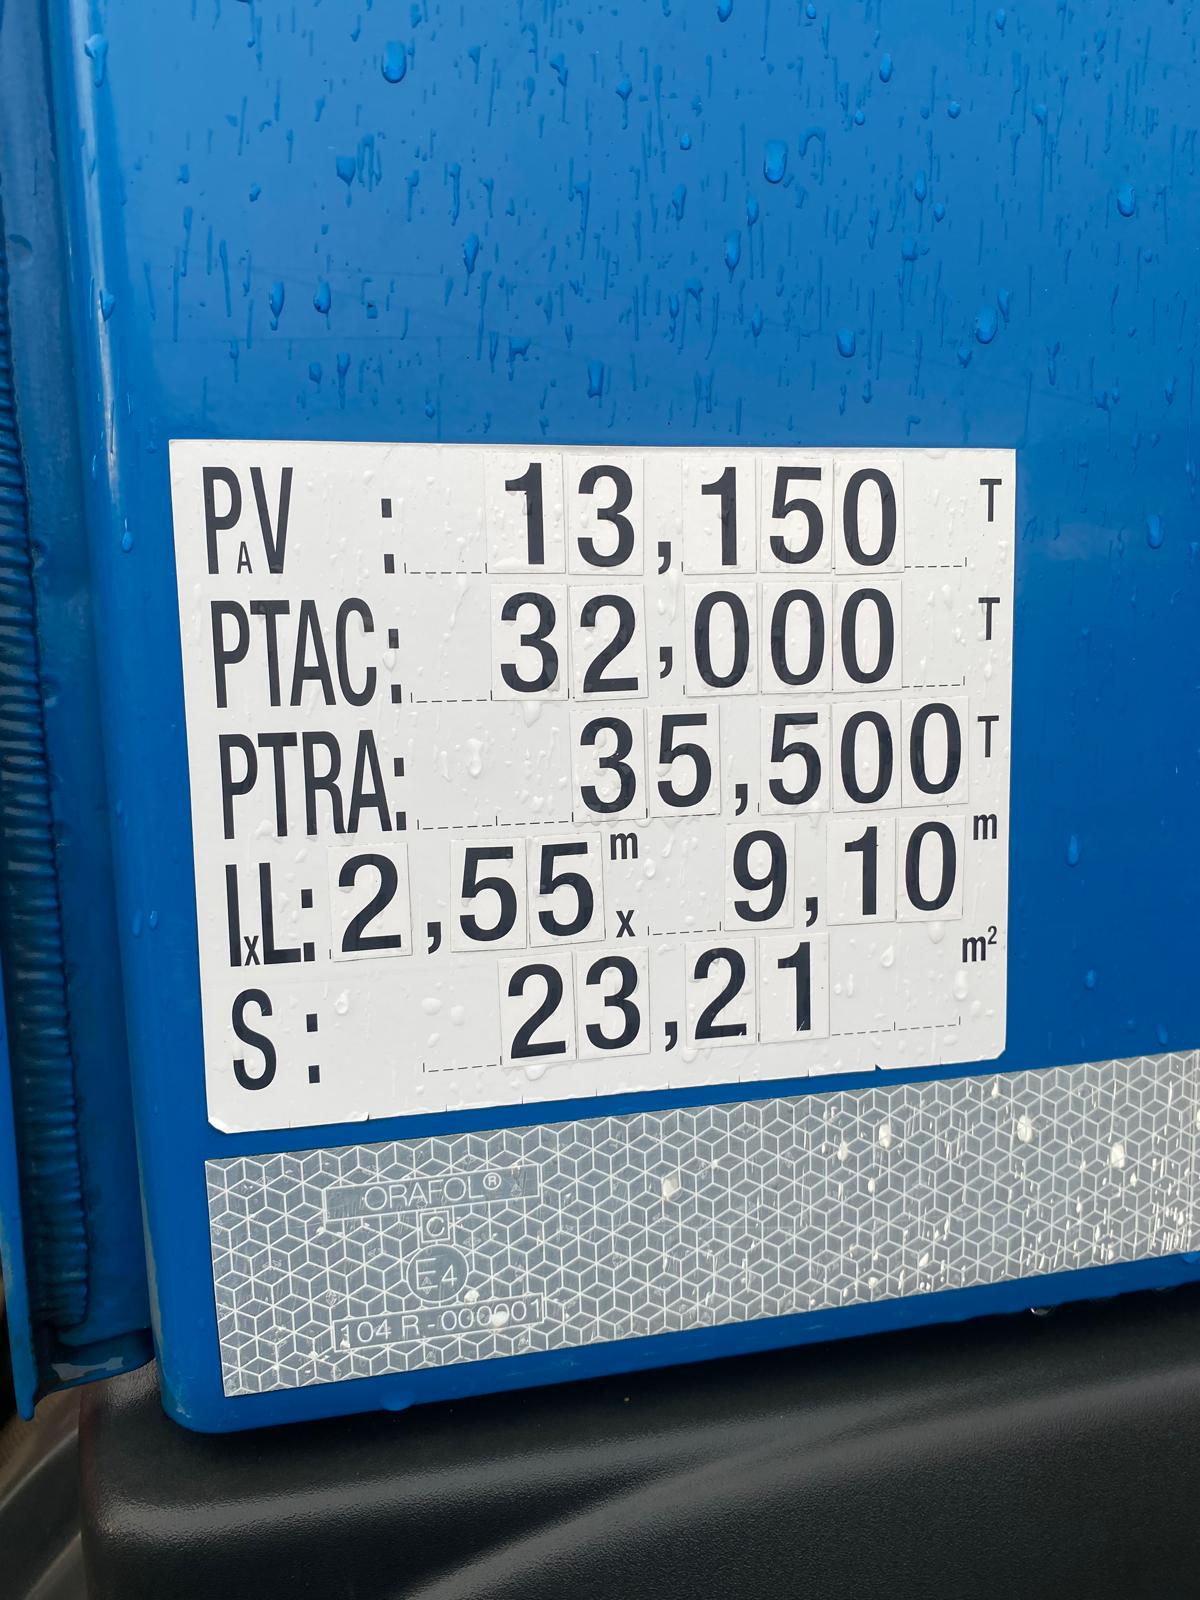 PAV : 13,150 T
PTAC: 32,000 T
PTRA: 35,500 T
IxL: 2,55 m x 9,10 m
S : 23,21 m²
ORAFOL®
C
E4
104 R-000001